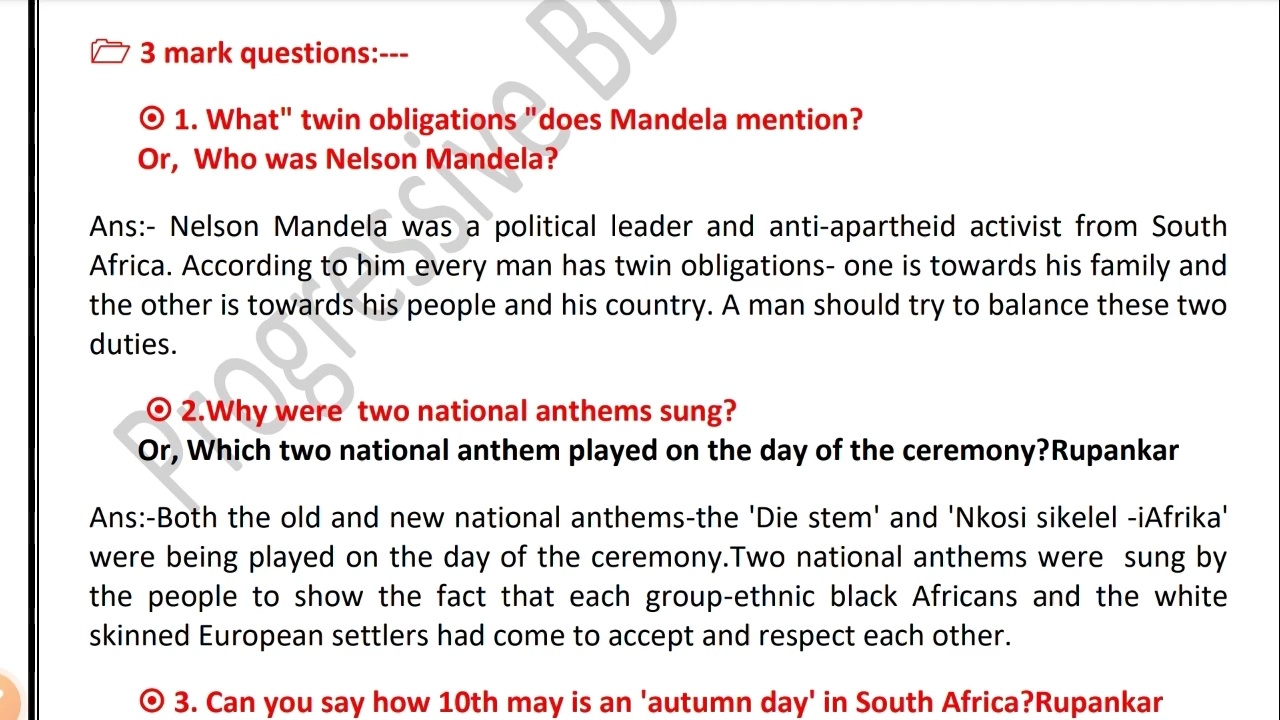 3 mark questions:---
1. What" twin obligations "does Mandela mention?
Or, Who was Nelson Mandela?
Ans:- Nelson Mandela was a political leader and anti-apartheid activist from South
Africa. According to him every man has twin obligations- one is towards his family and
the other is towards his people and his country. A man should try to balance these two
duties.
2.Why were two national anthems sung?
Or, Which two national anthem played on the day of the ceremony?Rupankar
Ans:-Both the old and new national anthems-the 'Die stem' and 'Nkosi sikelel -iAfrika'
were being played on the day of the ceremony.Two national anthems were sung by
the people to show the fact that each group-ethnic black Africans and the white
skinned European settlers had come to accept and respect each other.
3. Can you say how 10th may is an 'autumn day' in South Africa?Rupankar
Progressive BD